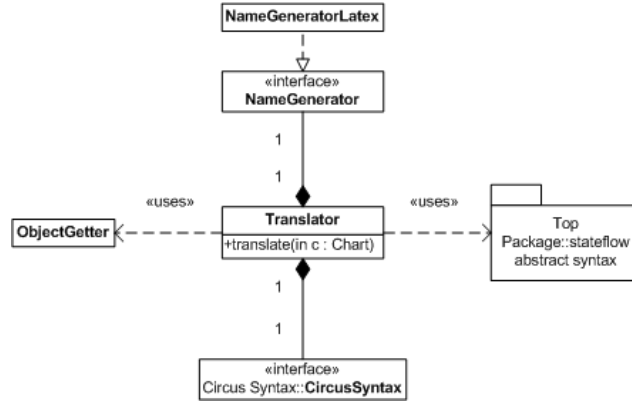 NameGeneratorLatex
«interface»
NameGenerator
1
1
«uses»
«uses»
ObjectGetter
Translator
+translate(in c : Chart)
Top
Package::stateflow
abstract syntax
1
1
«interface»
Circus Syntax::CircusSyntax